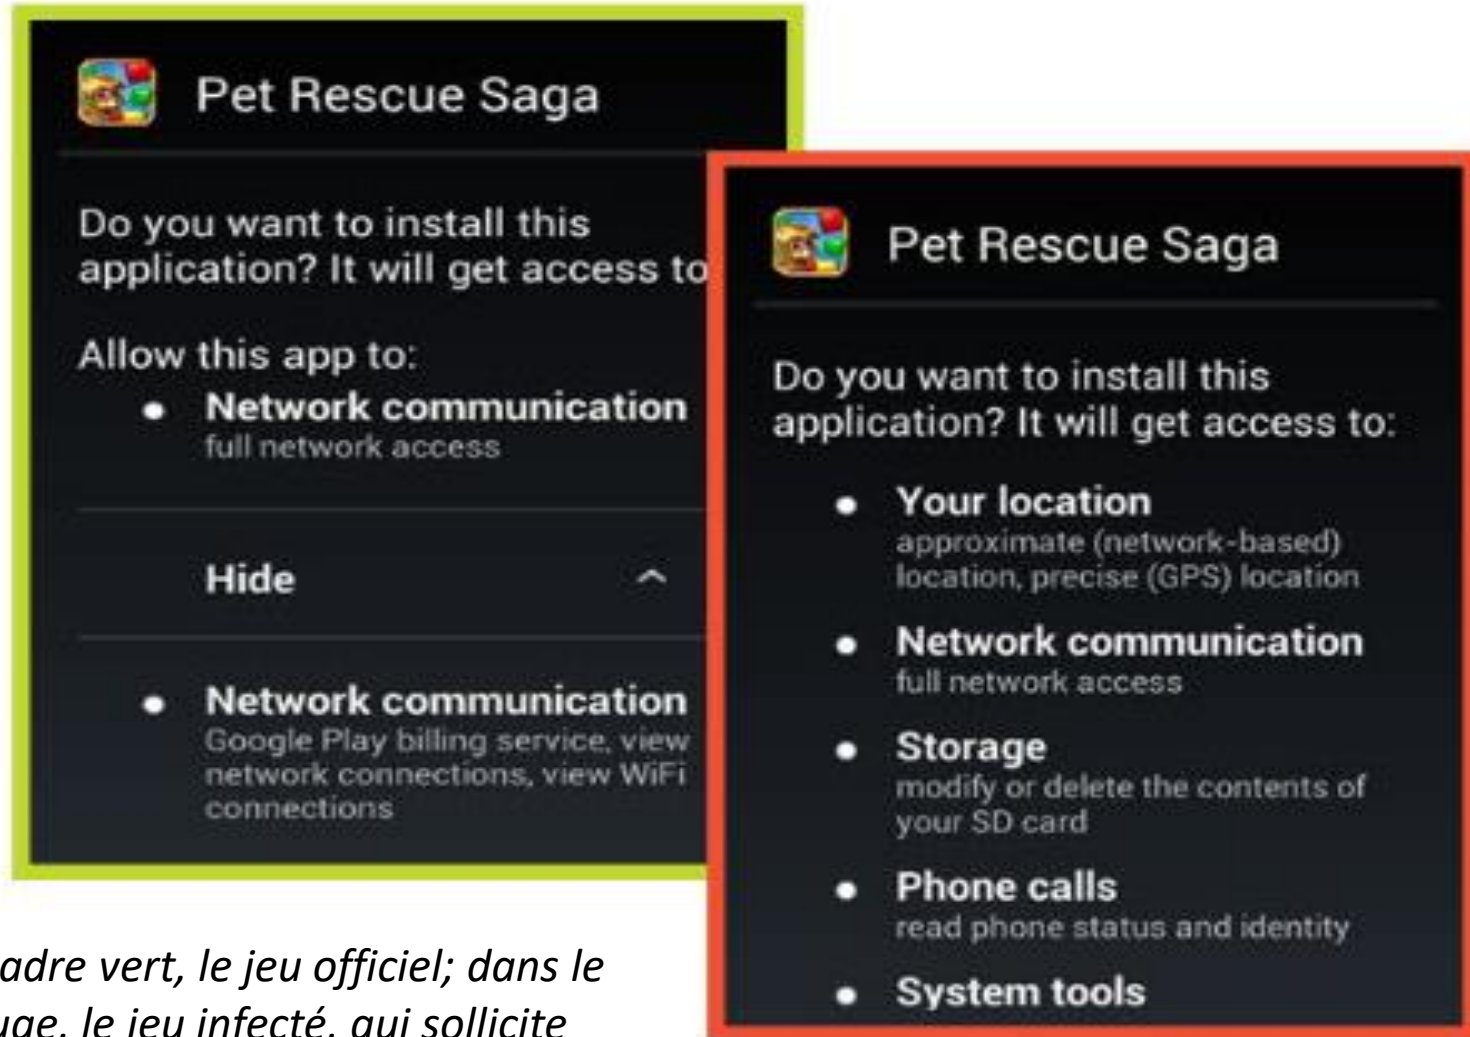 Pet Rescue Saga
Do you want to install this
application? It will get access to
Allow this app to:
• Network communication
full network access
Hide
• Network communication
Google Play billing service, view
network connections, view WiFi
connections
Pet Rescue Saga
Do you want to install this
application? It will get access to:
• Your location
approximate (network-based)
location, precise (GPS) location
• Network communication
full network access
• Storage
modify or delete the contents of
your SD card
• Phone calls
read phone status and identity
• System tools
adre vert, le jeu officiel; dans le
uge, le jeu infecté, qui sollicite